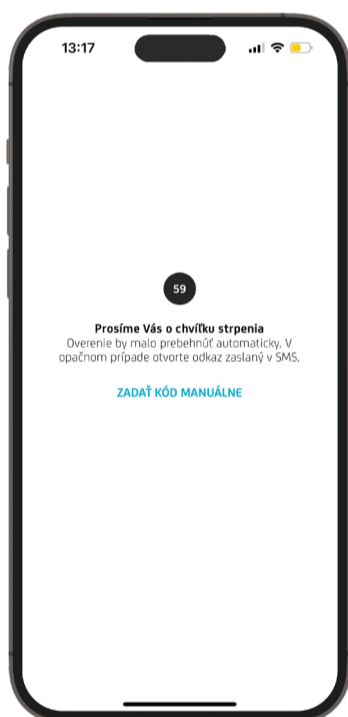 13:17
59
Prosíme Vás o chvíľku strpenia
Overenie by malo prebehnúť automaticky. V
opačnom prípade otvorte odkaz zaslaný v SMS.
ZADAŤ KÓD MANUÁLNE